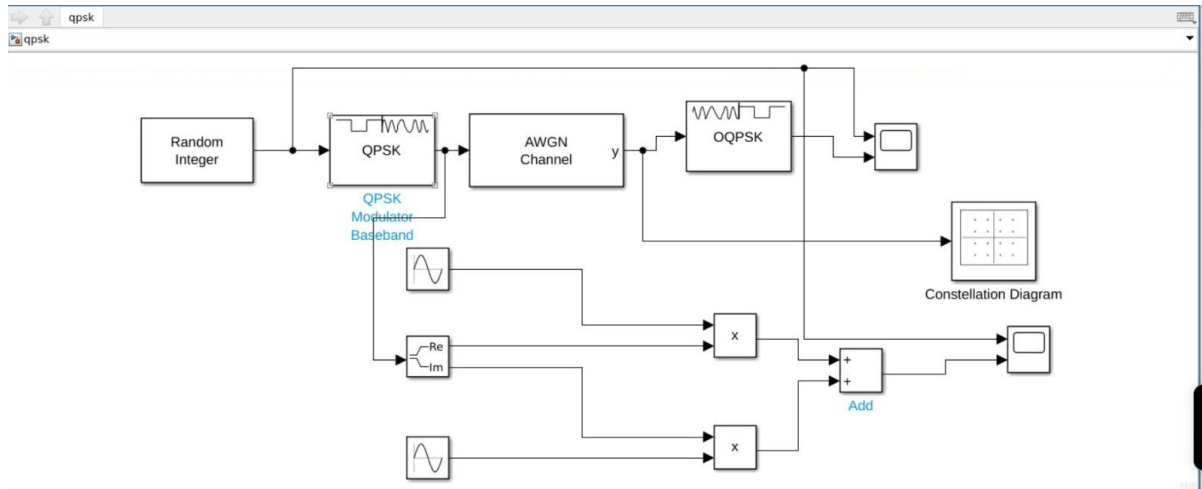 qpsk
qpsk
Random
Integer
QPSK
QPSK
Modulator
Baseband
AWGN
Channel
y
OQPSK
Constellation Diagram
Re
Im
x
x
+
+
Add